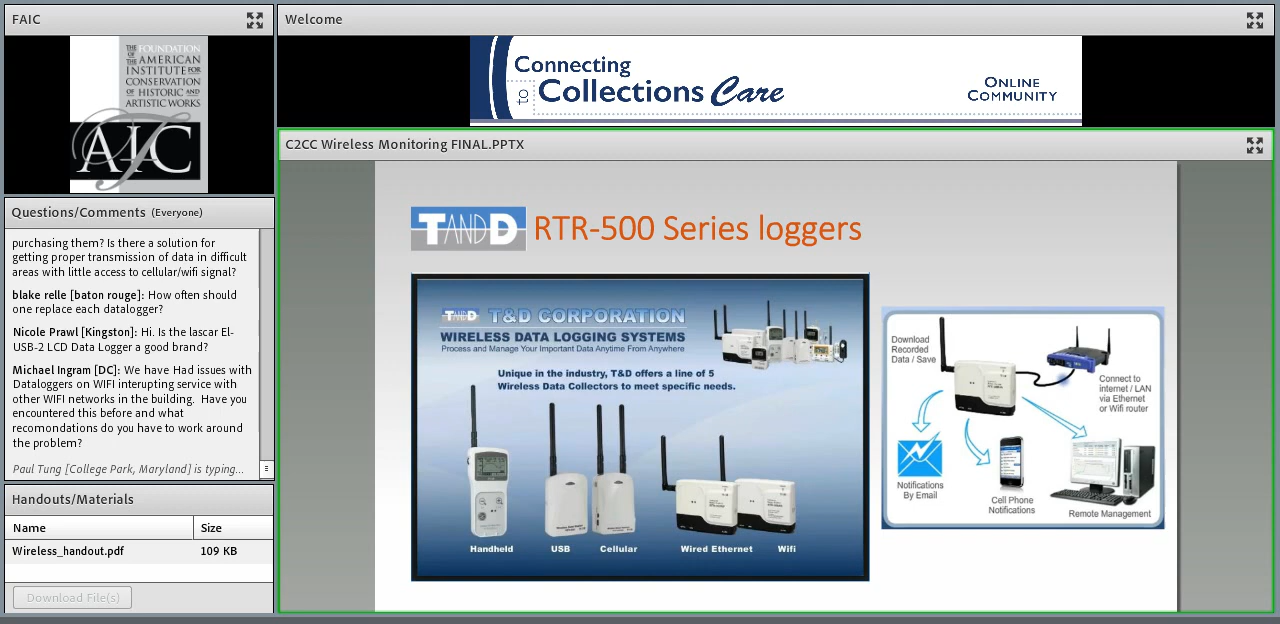 FAIC
THE FOUNDATION
OF THE AMERICAN
INSTITUTE FOR
CONSERVATION
OF HISTORIC AND
ARTISTIC WORKS
AIC
Questions/Comments (Everyone)
purchasing them? Is there a solution for
getting proper transmission of data in difficult
areas with little access to cellular/wifi signal?
blake relle [baton rouge]: How often should
one replace each datalogger?
Nicole Prawl [Kingston]: Hi. Is the lascar El-
USB-2 LCD Data Logger a good brand?
Michael Ingram [DC]: We have Had issues with
Dataloggers on WIFI interupting service with
other WIFI networks in the building. Have you
encountered this before and what
recomondations do you have to work around
the problem?
Paul Tung [College Park, Maryland] is typing...
Handouts/Materials
Name Size
Wireless_handout.pdf 109 KB
Download File(s)
Welcome
Connecting
to Collections Care
ONLINE
COMMUNITY
C2CC Wireless Monitoring FINAL.PPTX
TANDD RTR-500 Series loggers
TANDD T&D CORPORATION
WIRELESS DATA LOGGING SYSTEMS
Process and Manage Your Important Data Anytime From Anywhere
Unique in the industry, T&D offers a line of 5
Wireless Data Collectors to meet specific needs.
Handheld USB Cellular Wired Ethernet Wifi
Download
Recorded
Data / Save
Connect to
internet / LAN
via Ethernet
or Wifi router
Notifications
By Email
Cell Phone
Notifications
Remote Management